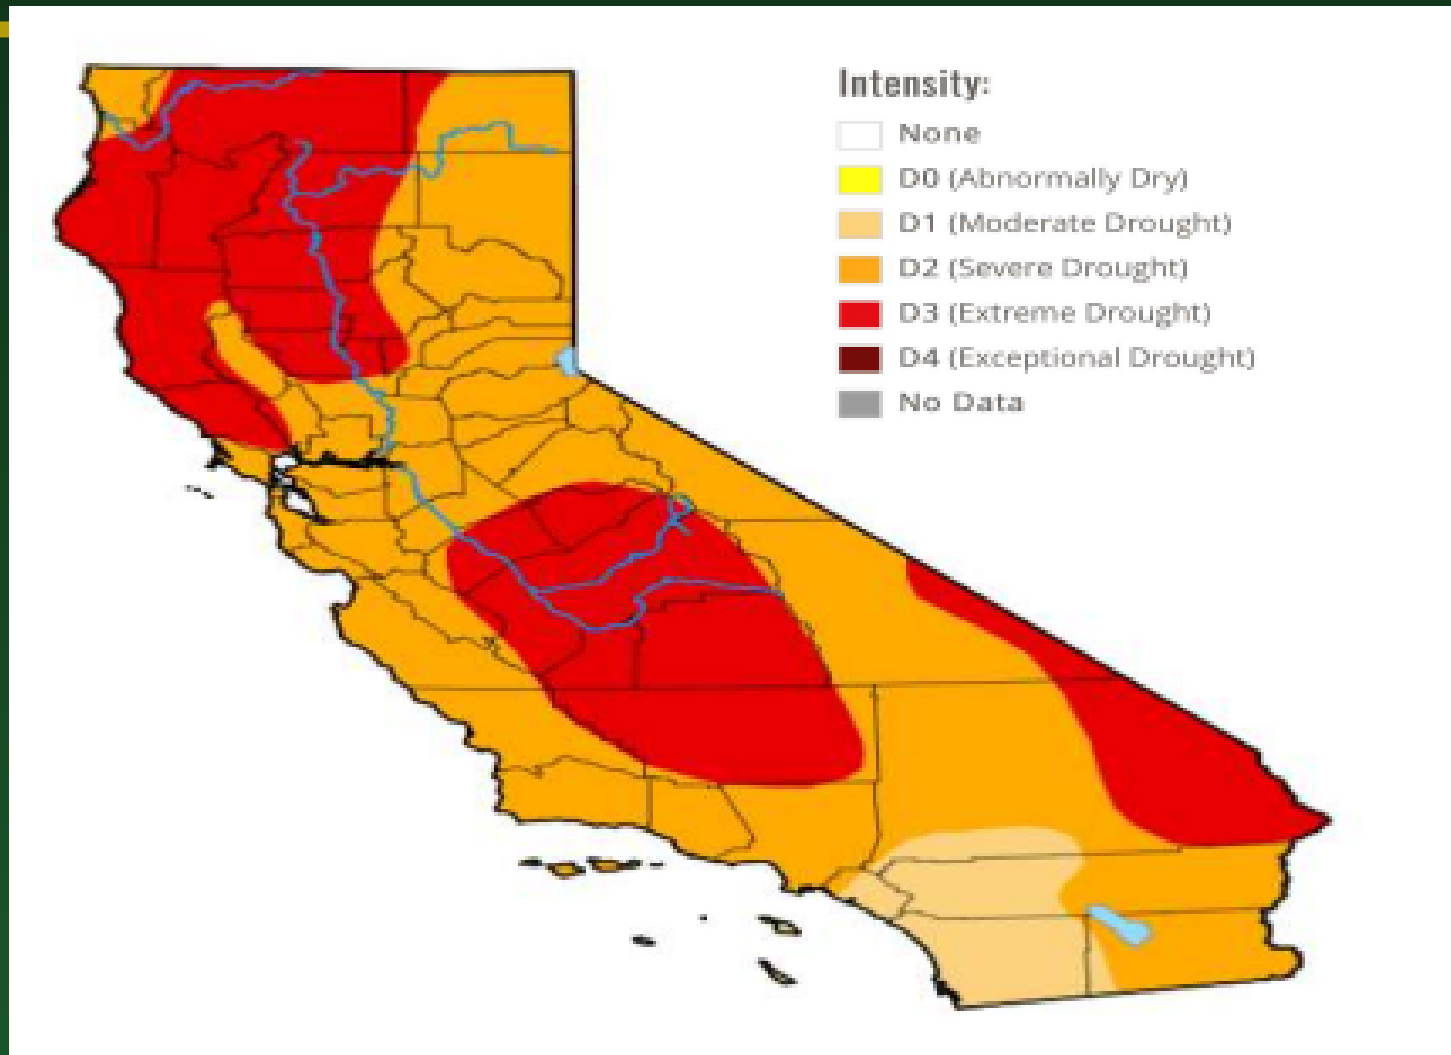 Intensity:
None
D0 (Abnormally Dry)
D1 (Moderate Drought)
D2 (Severe Drought)
D3 (Extreme Drought)
D4 (Exceptional Drought)
No Data